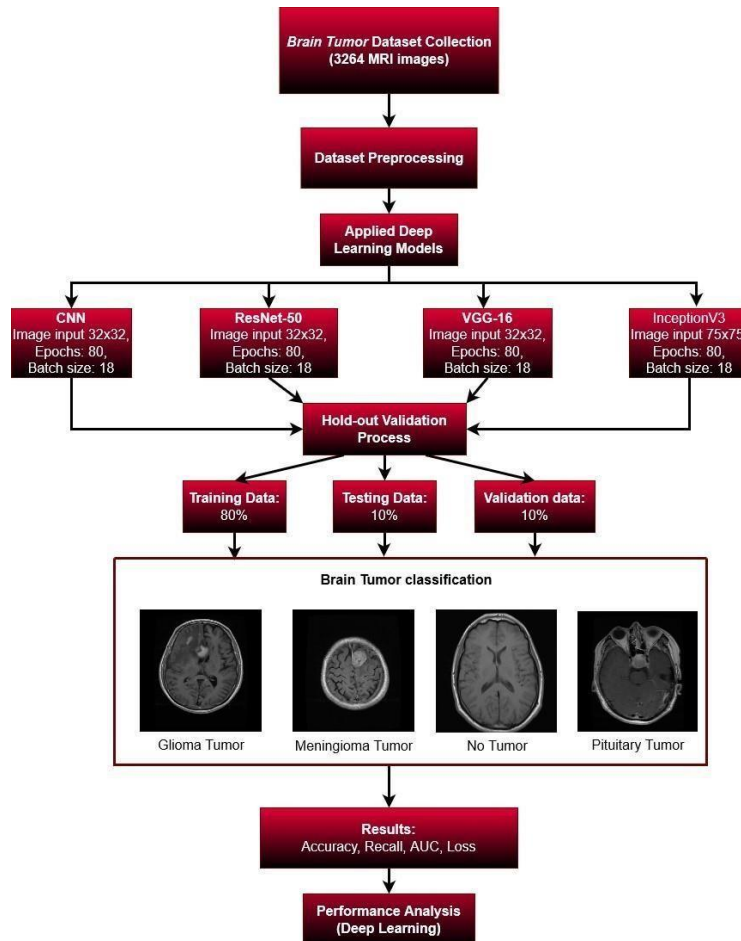 Brain Tumor Dataset Collection
(3264 MRI images)
Dataset Preprocessing
Applied Deep
Learning Models
CNN
Image input 32x32,
Epochs: 80,
Batch size: 18
ResNet-50
Image input 32x32,
Epochs: 80,
Batch size: 18
VGG-16
Image input 32x32,
Epochs: 80,
Batch size: 18
InceptionV3
Image input 75x75
Epochs: 80,
Batch size: 18
Hold-out Validation
Process
Training Data:
80%
Testing Data:
10%
Validation data:
10%
Brain Tumor classification
Glioma Tumor
Meningioma Tumor
No Tumor
Pituitary Tumor
Results:
Accuracy, Recall, AUC, Loss
Performance Analysis
(Deep Learning)